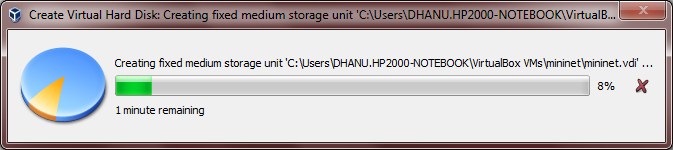 Create Virtual Hard Disk: Creating fixed medium storage unit 'C:\Users\DHANU.HP2000-NOTEBOOK\VirtualB...
Creating fixed medium storage unit 'C:\Users\DHANU.HP2000-NOTEBOOK\VirtualBox VMs\mininet\mininet.vdi' ...
8%
1 minute remaining